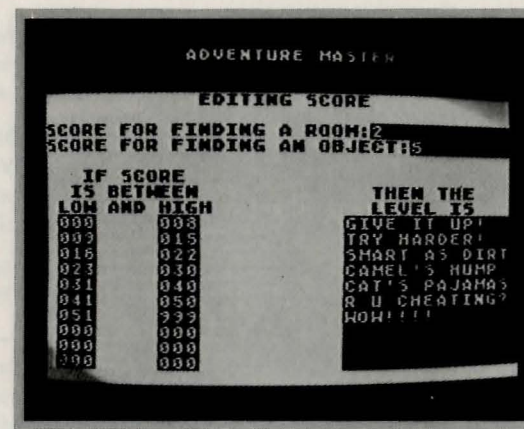 ADVENTURE MASTER
EDITING SCORE
SCORE FOR FINDING A ROOM:2
SCORE FOR FINDING AN OBJECT:5
IF SCORE
IS BETWEEN THEN THE
LOW AND HIGH LEVEL IS
000 008 GIVE IT UP!
009 015 TRY HARDER!
016 022 SMART AS DIRT
023 030 CAMEL'S HUMP
031 040 CAT'S PAJAMAS
041 050 R U CHEATING?
051 999 WOW!!!!
000 000
000 000
000 000